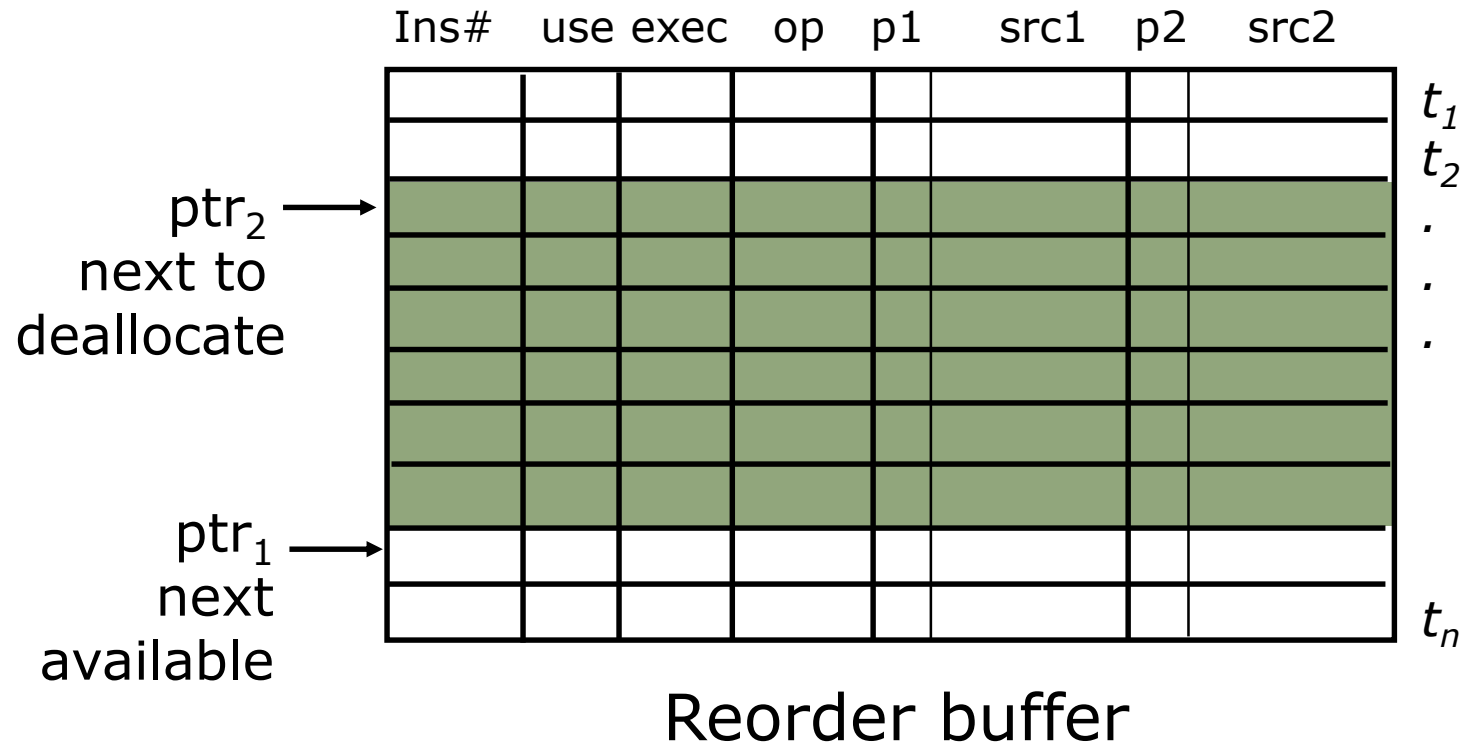 Ins# use exec op p1 src1 p2 src2
t1
t2
ptr2
next to
deallocate
.
.
.
ptr1
next
available
tn
Reorder buffer